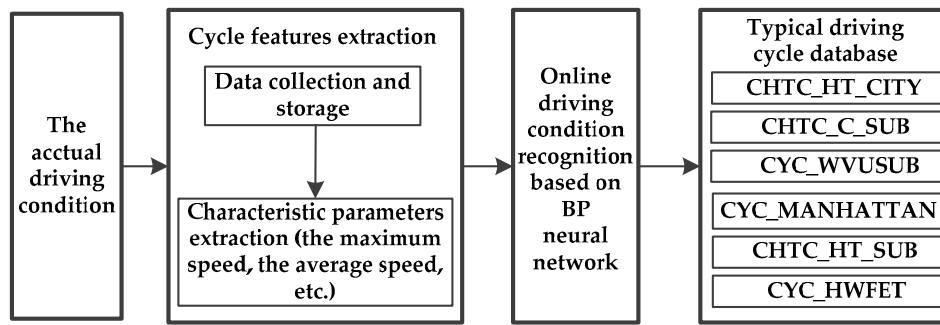 The
acctual
driving
condition
Cycle features extraction
Data collection and
storage
Characteristic parameters
extraction (the maximum
speed, the average speed,
etc.)
Online
driving
condition
recognition
based on
BP
neural
network
Typical driving
cycle database
CHTC_HT_CITY
CHTC_C_SUB
CYC_WVUSUB
CYC_MANHATTAN
CHTC_HT_SUB
CYC_HWFET